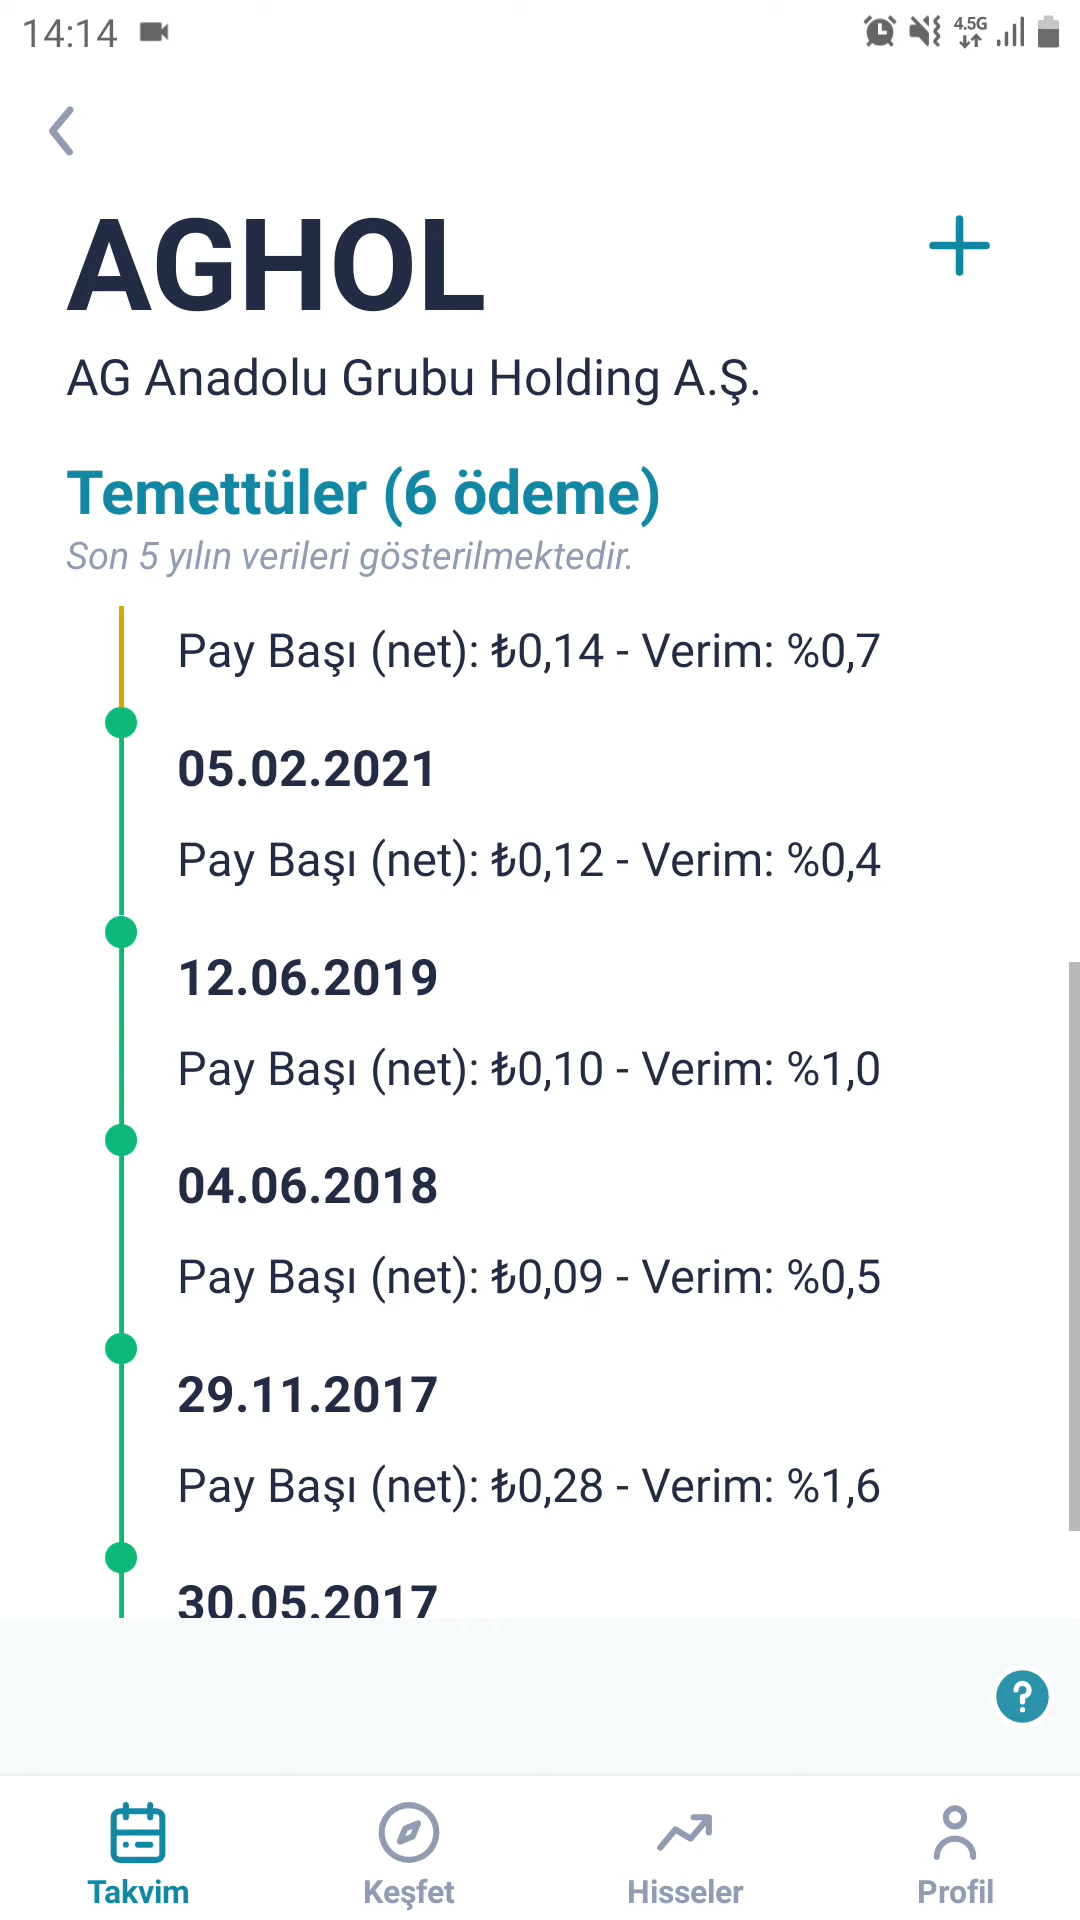 14:14
4.5G
AGHOL
AG Anadolu Grubu Holding A.Ş.
Temettüler (6 ödeme)
Son 5 yılın verileri gösterilmektedir.
Pay Başı (net): ₺0,14 - Verim: %0,7
05.02.2021
Pay Başı (net): ₺0,12 - Verim: %0,4
12.06.2019
Pay Başı (net): ₺0,10 - Verim: %1,0
04.06.2018
Pay Başı (net): ₺0,09 - Verim: %0,5
29.11.2017
Pay Başı (net): ₺0,28 - Verim: %1,6
30.05.2017
?
Takvim
Keşfet
Hisseler
Profil